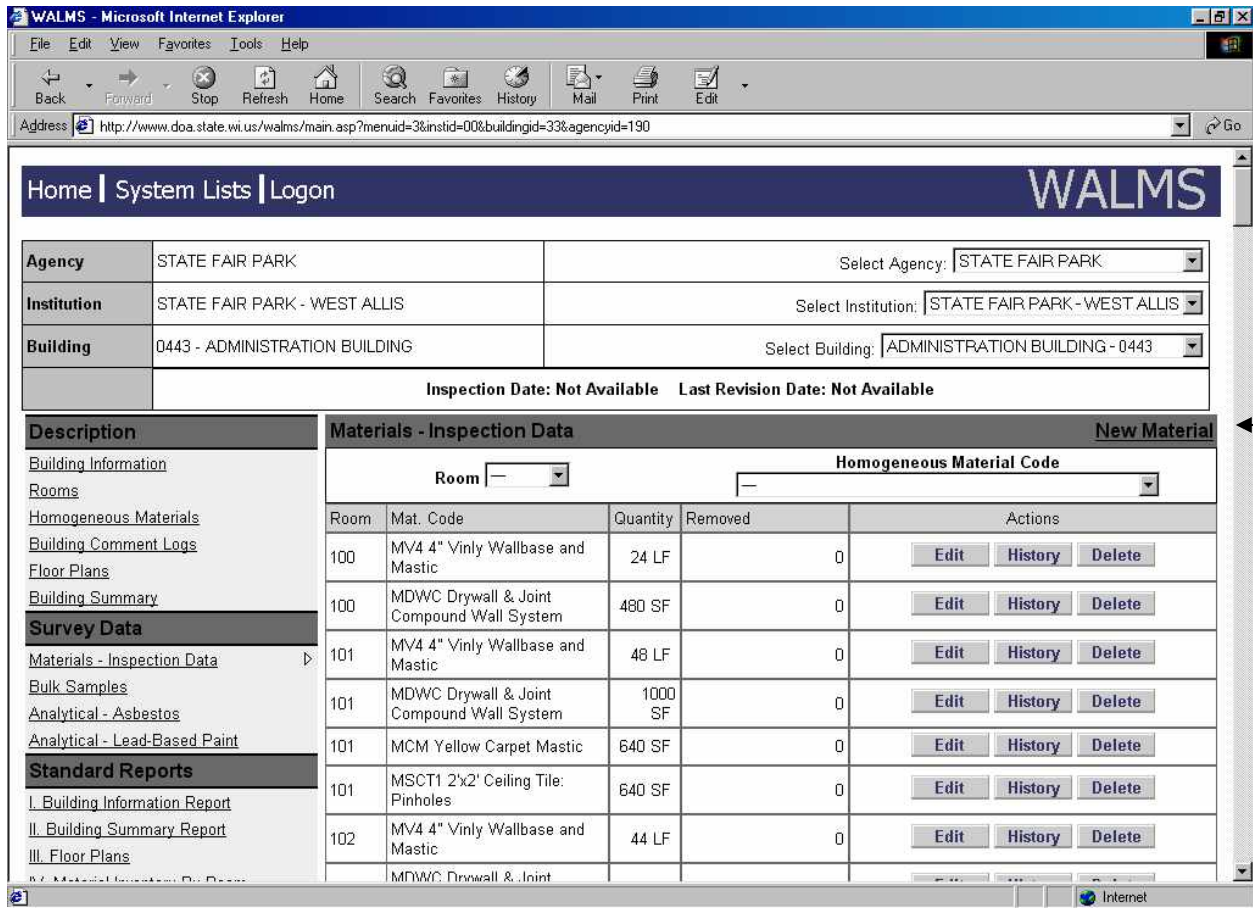 WALMS - Microsoft Internet Explorer
File Edit View Favorites Tools Help
Back Forward Stop Refresh Home Search Favorites History Mail Print Edit
Address http://www.doa.state.wi.us/walms/main.asp?menuid=3&instid=00&buildingid=33&agencyid=190 Go
Home System Lists Logon WALMS
Agency STATE FAIR PARK Select Agency: STATE FAIR PARK
Institution STATE FAIR PARK - WEST ALLIS Select Institution: STATE FAIR PARK - WEST ALLIS
Building 0443 - ADMINISTRATION BUILDING Select Building: ADMINISTRATION BUILDING - 0443
Inspection Date: Not Available Last Revision Date: Not Available
Description
Building Information
Rooms
Homogeneous Materials
Building Comment Logs
Floor Plans
Building Summary
Survey Data
Materials - Inspection Data
Bulk Samples
Analytical - Asbestos
Analytical - Lead-Based Paint
Standard Reports
I. Building Information Report
II. Building Summary Report
III. Floor Plans
IV. Material Inventory By Room
Materials - Inspection Data New Material
Homogeneous Material Code
Room — —
Room Mat. Code Quantity Removed Actions
100 MV4 4" Vinly Wallbase and 24 LF 0 Edit History Delete
Mastic
100 MDWC Drywall & Joint 480 SF 0 Edit History Delete
Compound Wall System
101 MV4 4" Vinly Wallbase and 48 LF 0 Edit History Delete
Mastic
101 MDWC Drywall & Joint 1000 0 Edit History Delete
Compound Wall System SF
101 MCM Yellow Carpet Mastic 640 SF 0 Edit History Delete
101 MSCT1 2'x2' Ceiling Tile: 640 SF 0 Edit History Delete
Pinholes
102 MV4 4" Vinly Wallbase and 44 LF 0 Edit History Delete
Mastic
MDWC Drywall & Joint
Internet